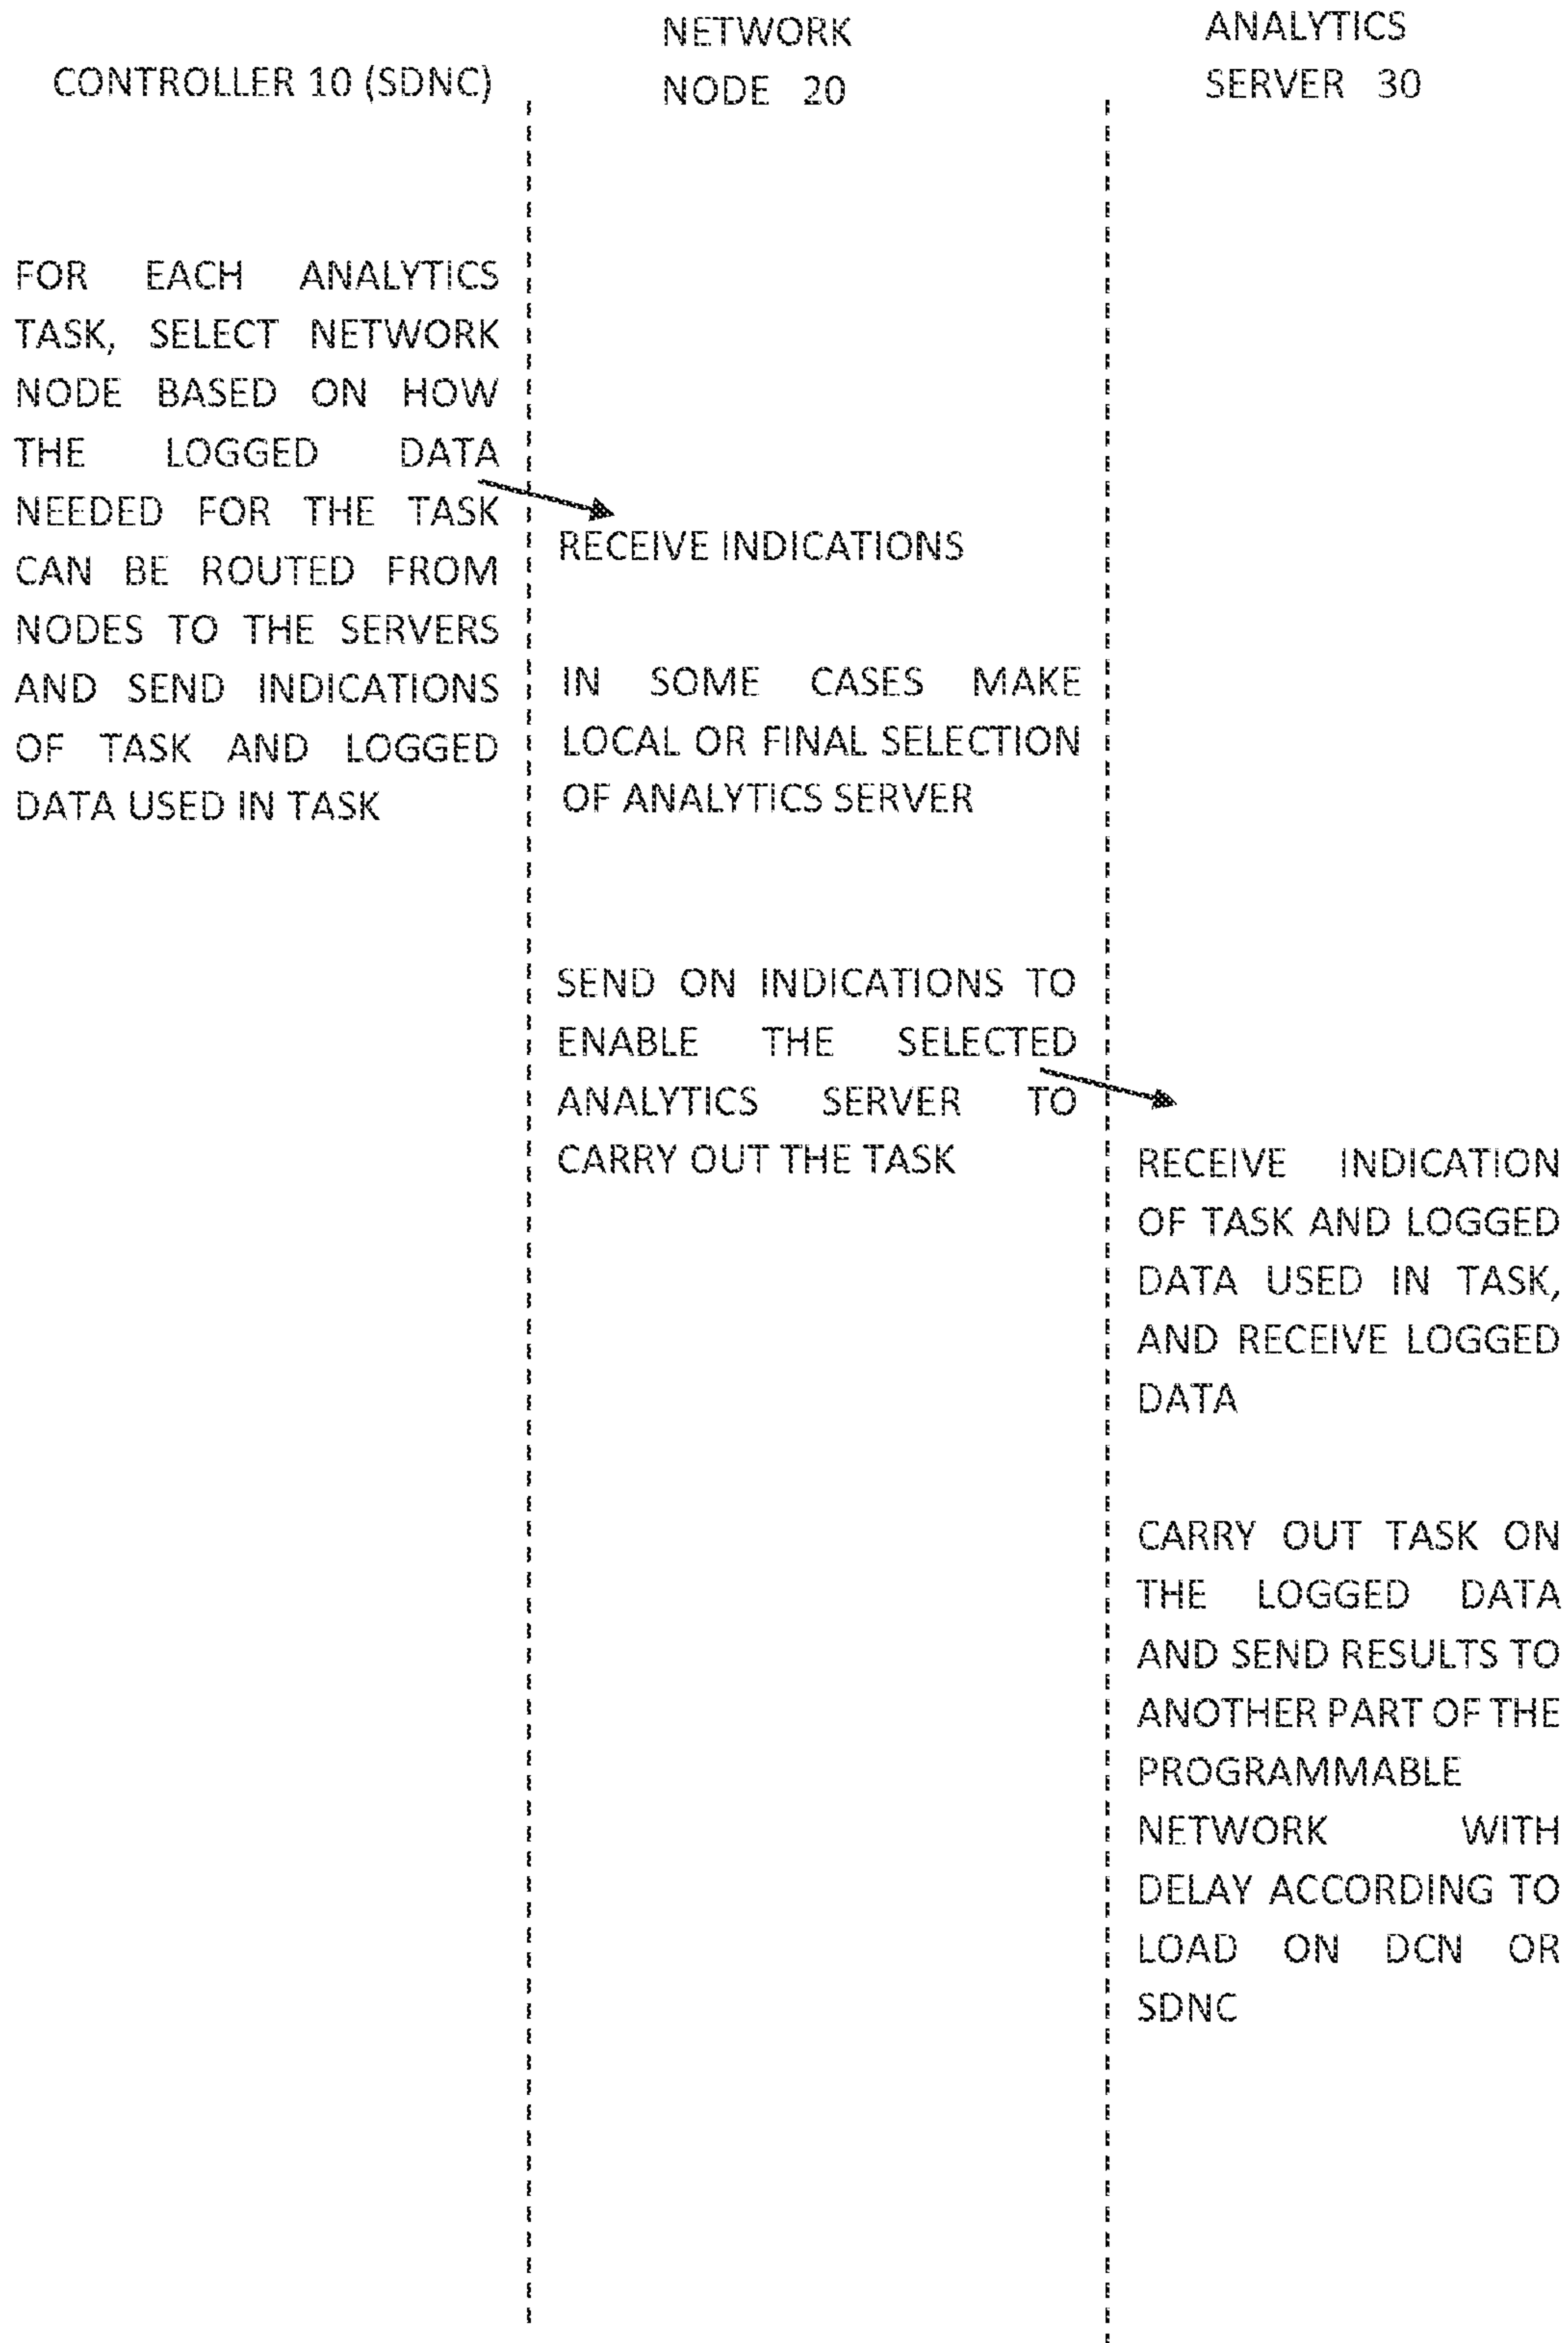 CONTROLLER 10 (SDNC)
NETWORK
NODE 20
ANALYTICS
SERVER 30
FOR EACH ANALYTICS
TASK, SELECT NETWORK
NODE BASED ON HOW
THE LOGGED DATA
NEEDED FOR THE TASK
CAN BE ROUTED FROM
NODES TO THE SERVERS
AND SEND INDICATIONS
OF TASK AND LOGGED
DATA USED IN TASK
RECEIVE INDICATIONS
IN SOME CASES MAKE
LOCAL OR FINAL SELECTION
OF ANALYTICS SERVER
SEND ON INDICATIONS TO
ENABLE THE SELECTED
ANALYTICS SERVER TO
CARRY OUT THE TASK
RECEIVE INDICATION
OF TASK AND LOGGED
DATA USED IN TASK,
AND RECEIVE LOGGED
DATA
CARRY OUT TASK ON
THE LOGGED DATA
AND SEND RESULTS TO
ANOTHER PART OF THE
PROGRAMMABLE
NETWORK WITH
DELAY ACCORDING TO
LOAD ON DCN OR
SDNC